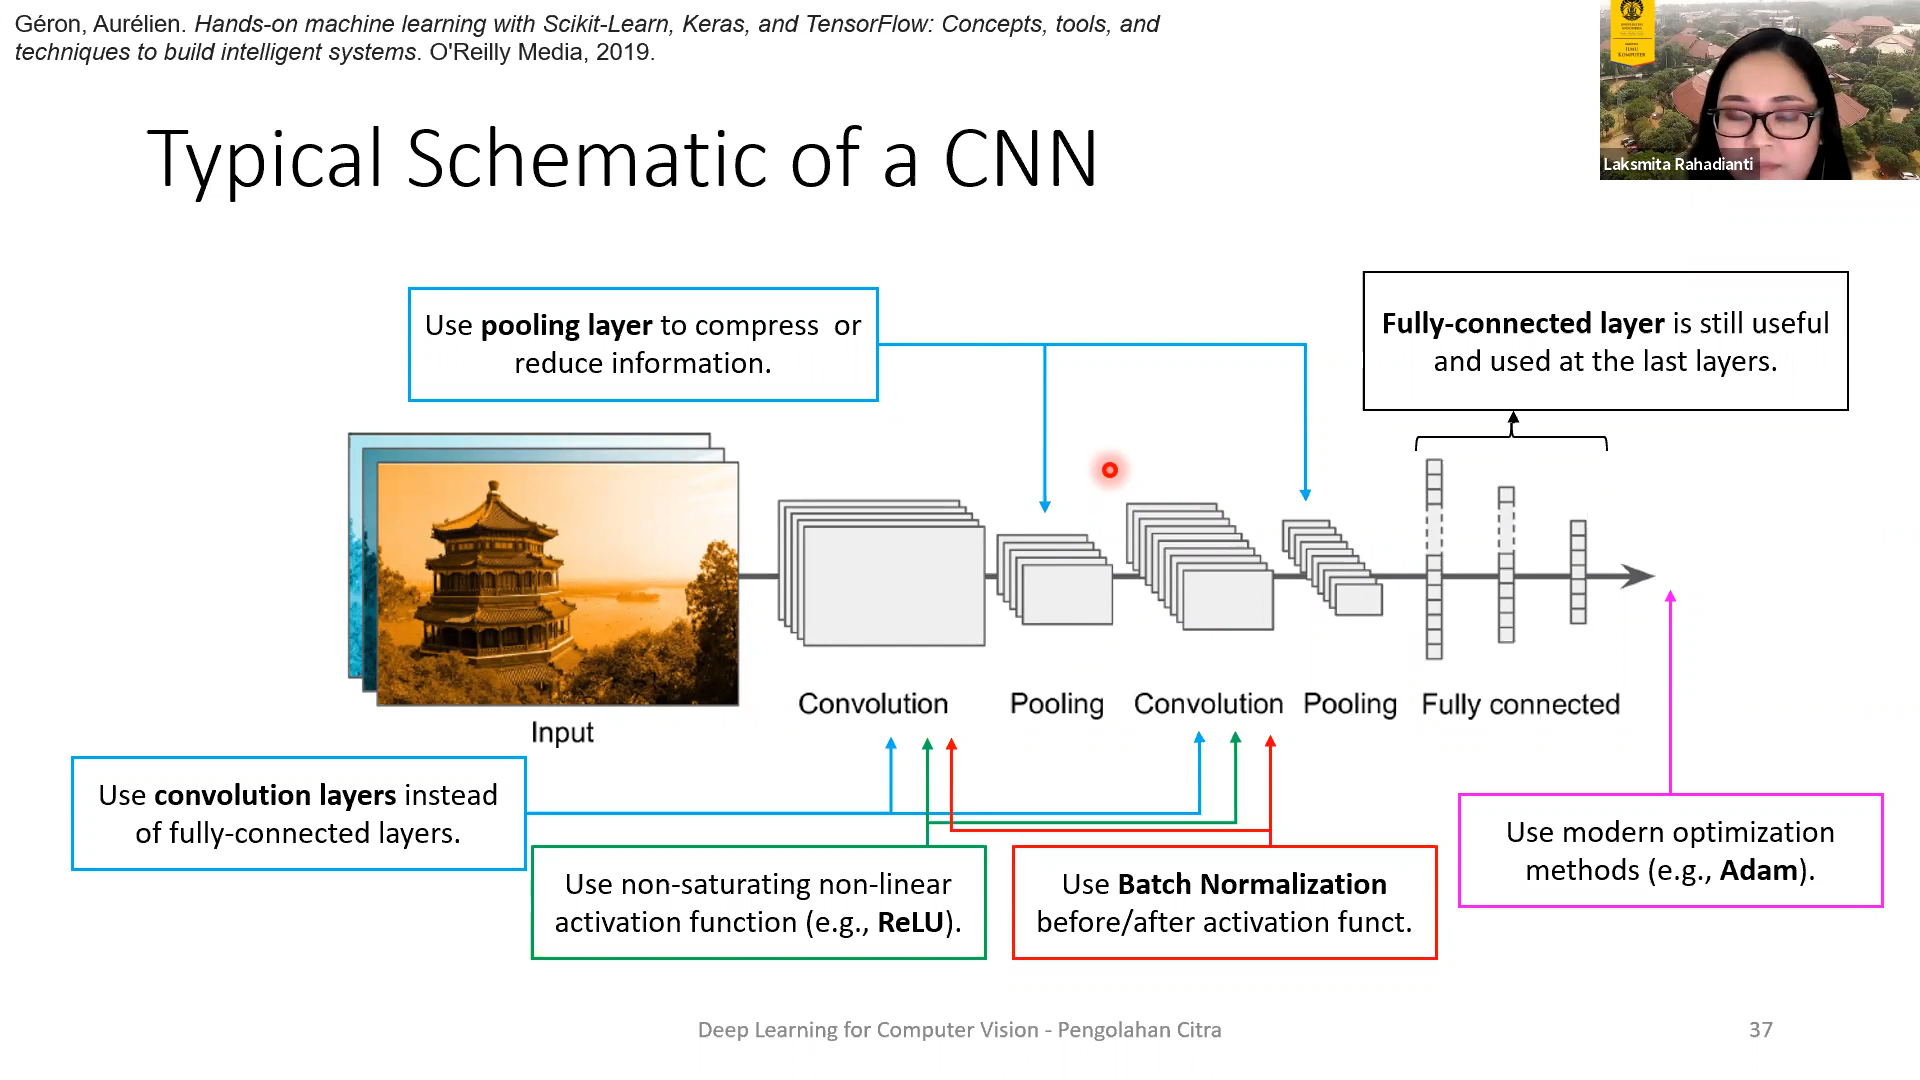 Géron, Aurélien. Hands-on machine learning with Scikit-Learn, Keras, and TensorFlow: Concepts, tools, and
techniques to build intelligent systems. O'Reilly Media, 2019.
ILMU
KOMPUTER
Laksmita Rahadianti
Typical Schematic of a CNN
Use pooling layer to compress or
reduce information.
Fully-connected layer is still useful
and used at the last layers.
Convolution
Pooling
Convolution
Pooling
Fully connected
Input
Use convolution layers instead
of fully-connected layers.
Use non-saturating non-linear
activation function (e.g., ReLU).
Use Batch Normalization
before/after activation funct.
Use modern optimization
methods (e.g., Adam).
Deep Learning for Computer Vision - Pengolahan Citra
37